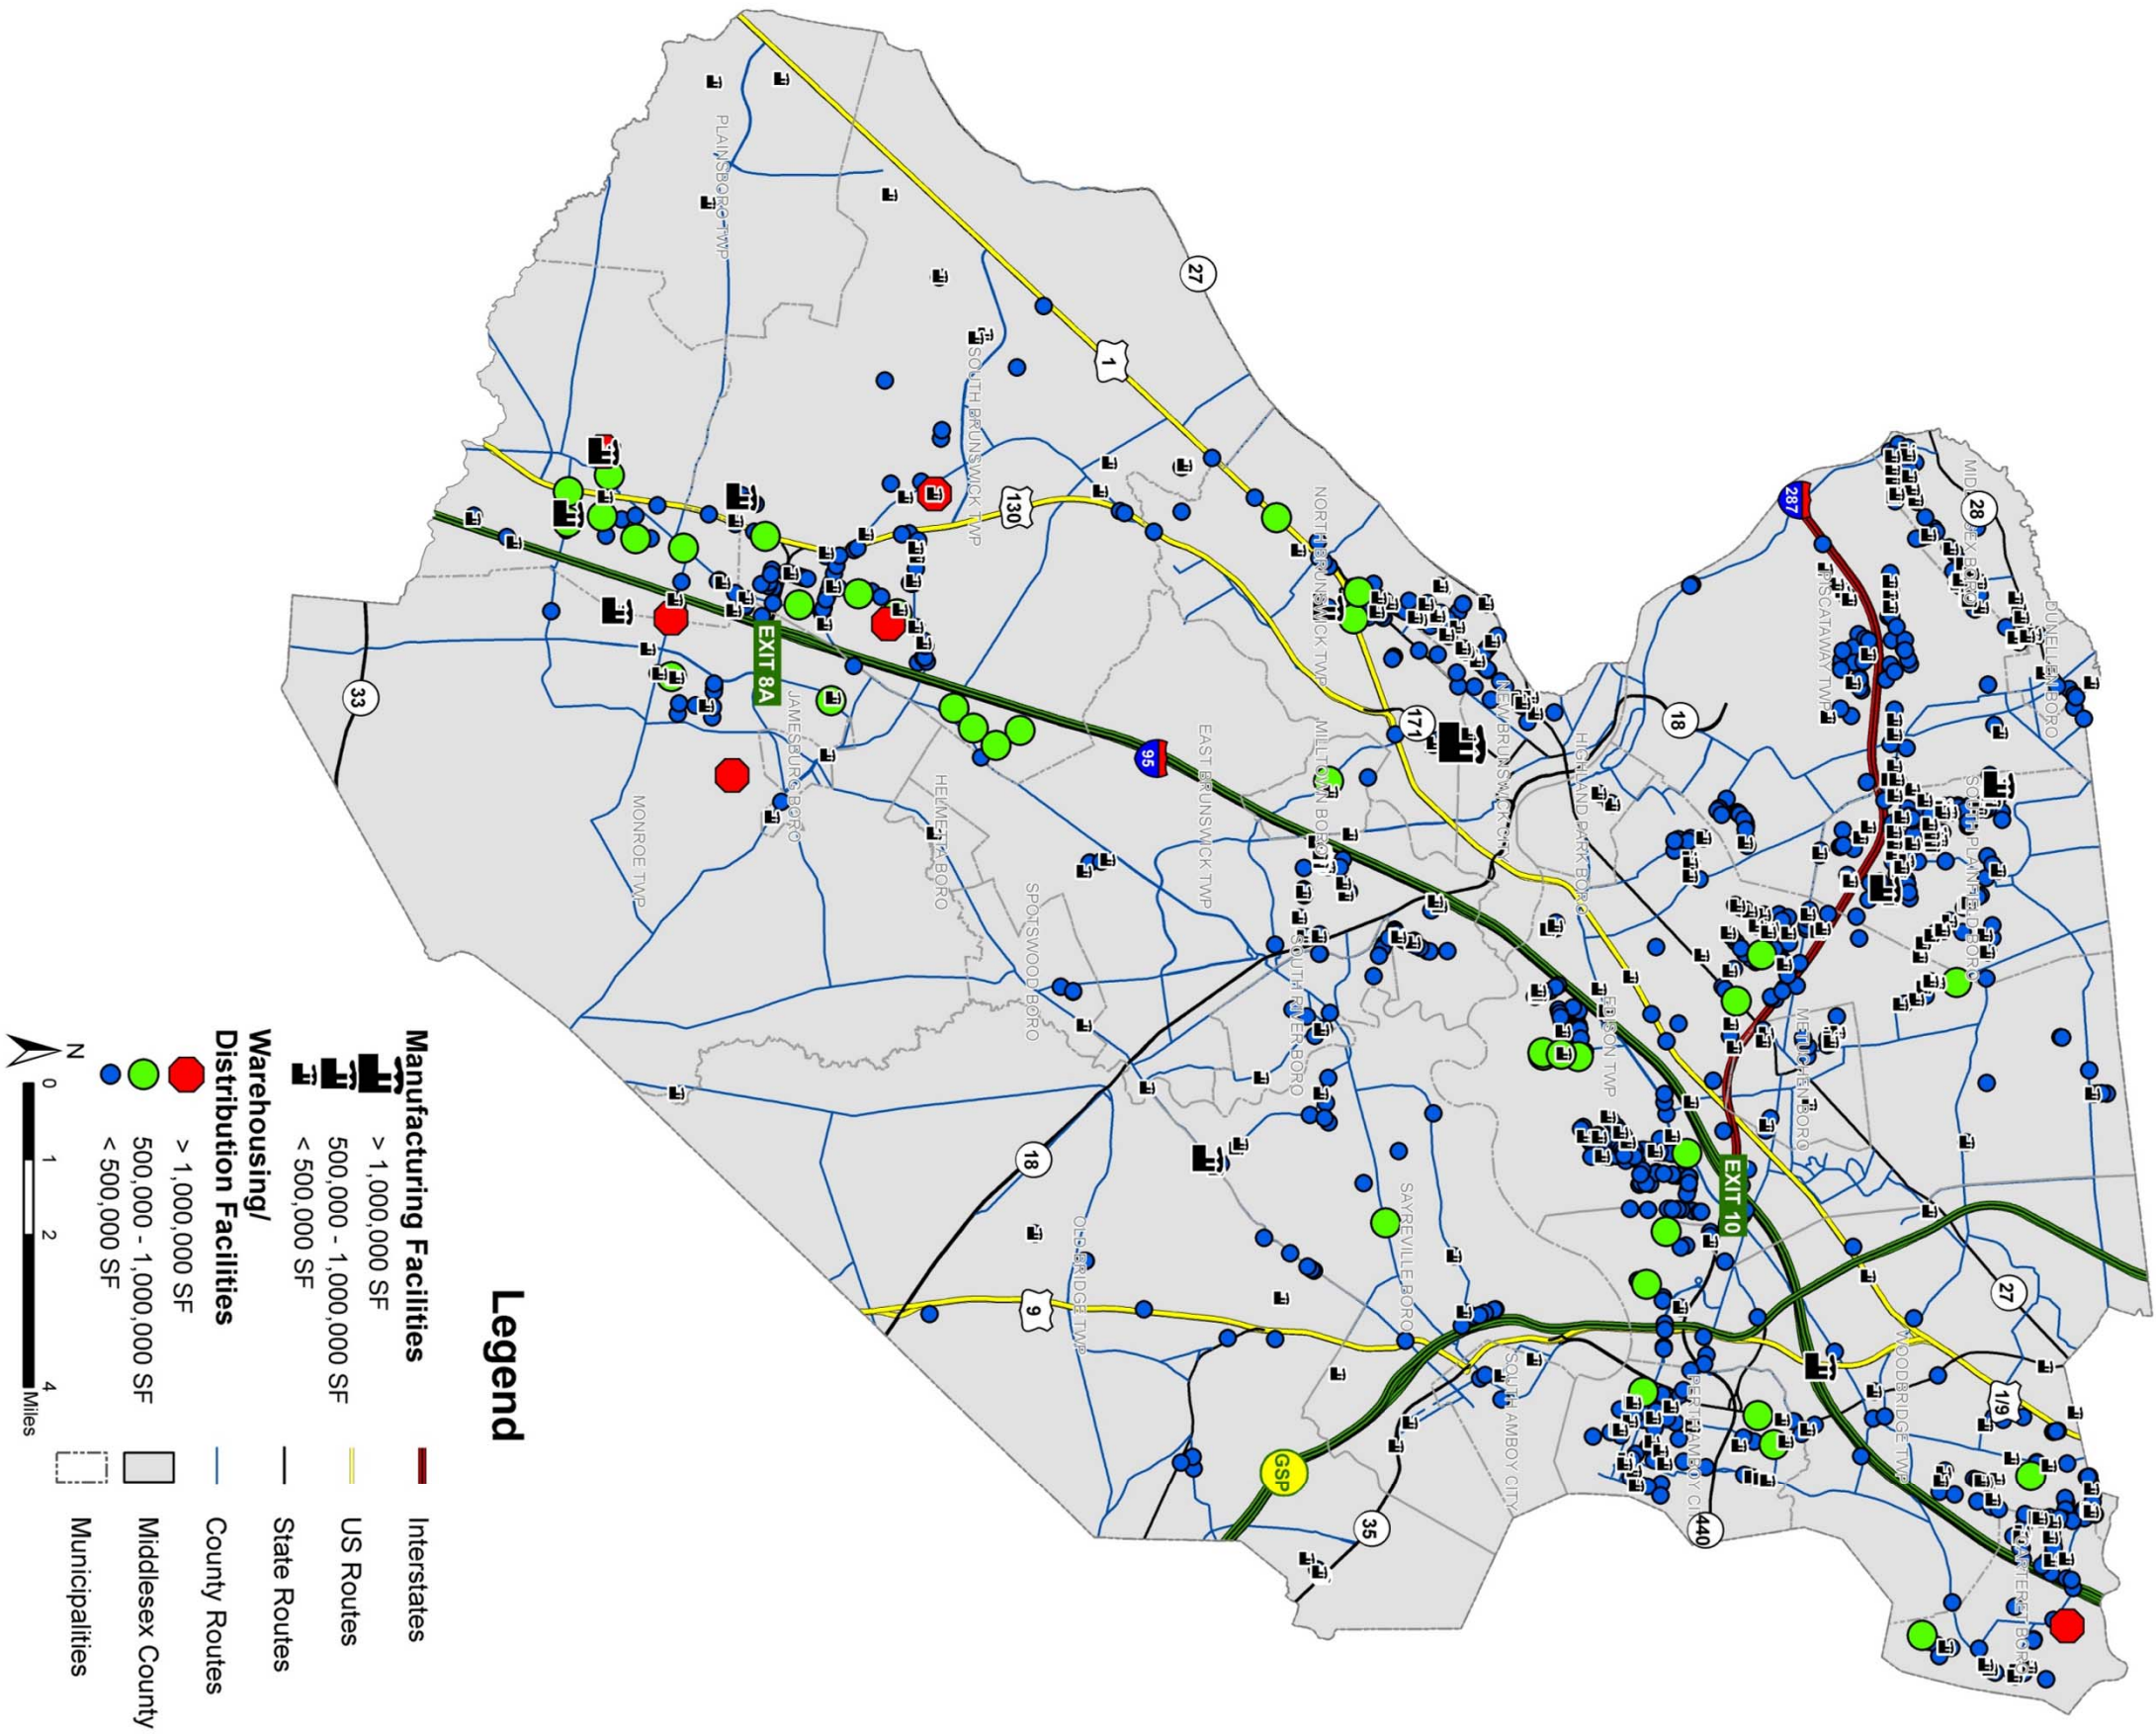 DUNELLEN BORO
CARTERET BORO
27
1/9
28
MIDDLESEX BORO
SOUTH PLAINFIELD BORO
WOODBRIDGE TWP
PISCATAWAY TWP
METUCHEN BORO
287
EXIT 10
440
PERTH AMBOY CI
18
EDISON TWP
HIGHLAND PARK BORO
SOUTH AMBOY CITY
NEW BRUNSWICK CITY
171
SAYREVILLE BORO
35
NORTH BRUNSWICK TWP
MILLTOWN BORO
SOUTH RIVER BORO
GSP
EAST BRUNSWICK TWP
27
95
1
OLD BRIDGE TWP
9
18
SPOTSWOOD BORO
130
SOUTH BRUNSWICK TWP
HELMETTA BORO
JAMESBURG BORO
EXIT 8A
PLAINSBORO TWP
MONROE TWP
33
Legend
Manufacturing Facilities
> 1,000,000 SF
500,000 - 1,000,000 SF
< 500,000 SF
Warehousing/
Distribution Facilities
> 1,000,000 SF
500,000 - 1,000,000 SF
< 500,000 SF
Interstates
US Routes
State Routes
County Routes
Middlesex County
Municipalities
N
0 1 2 4
Miles